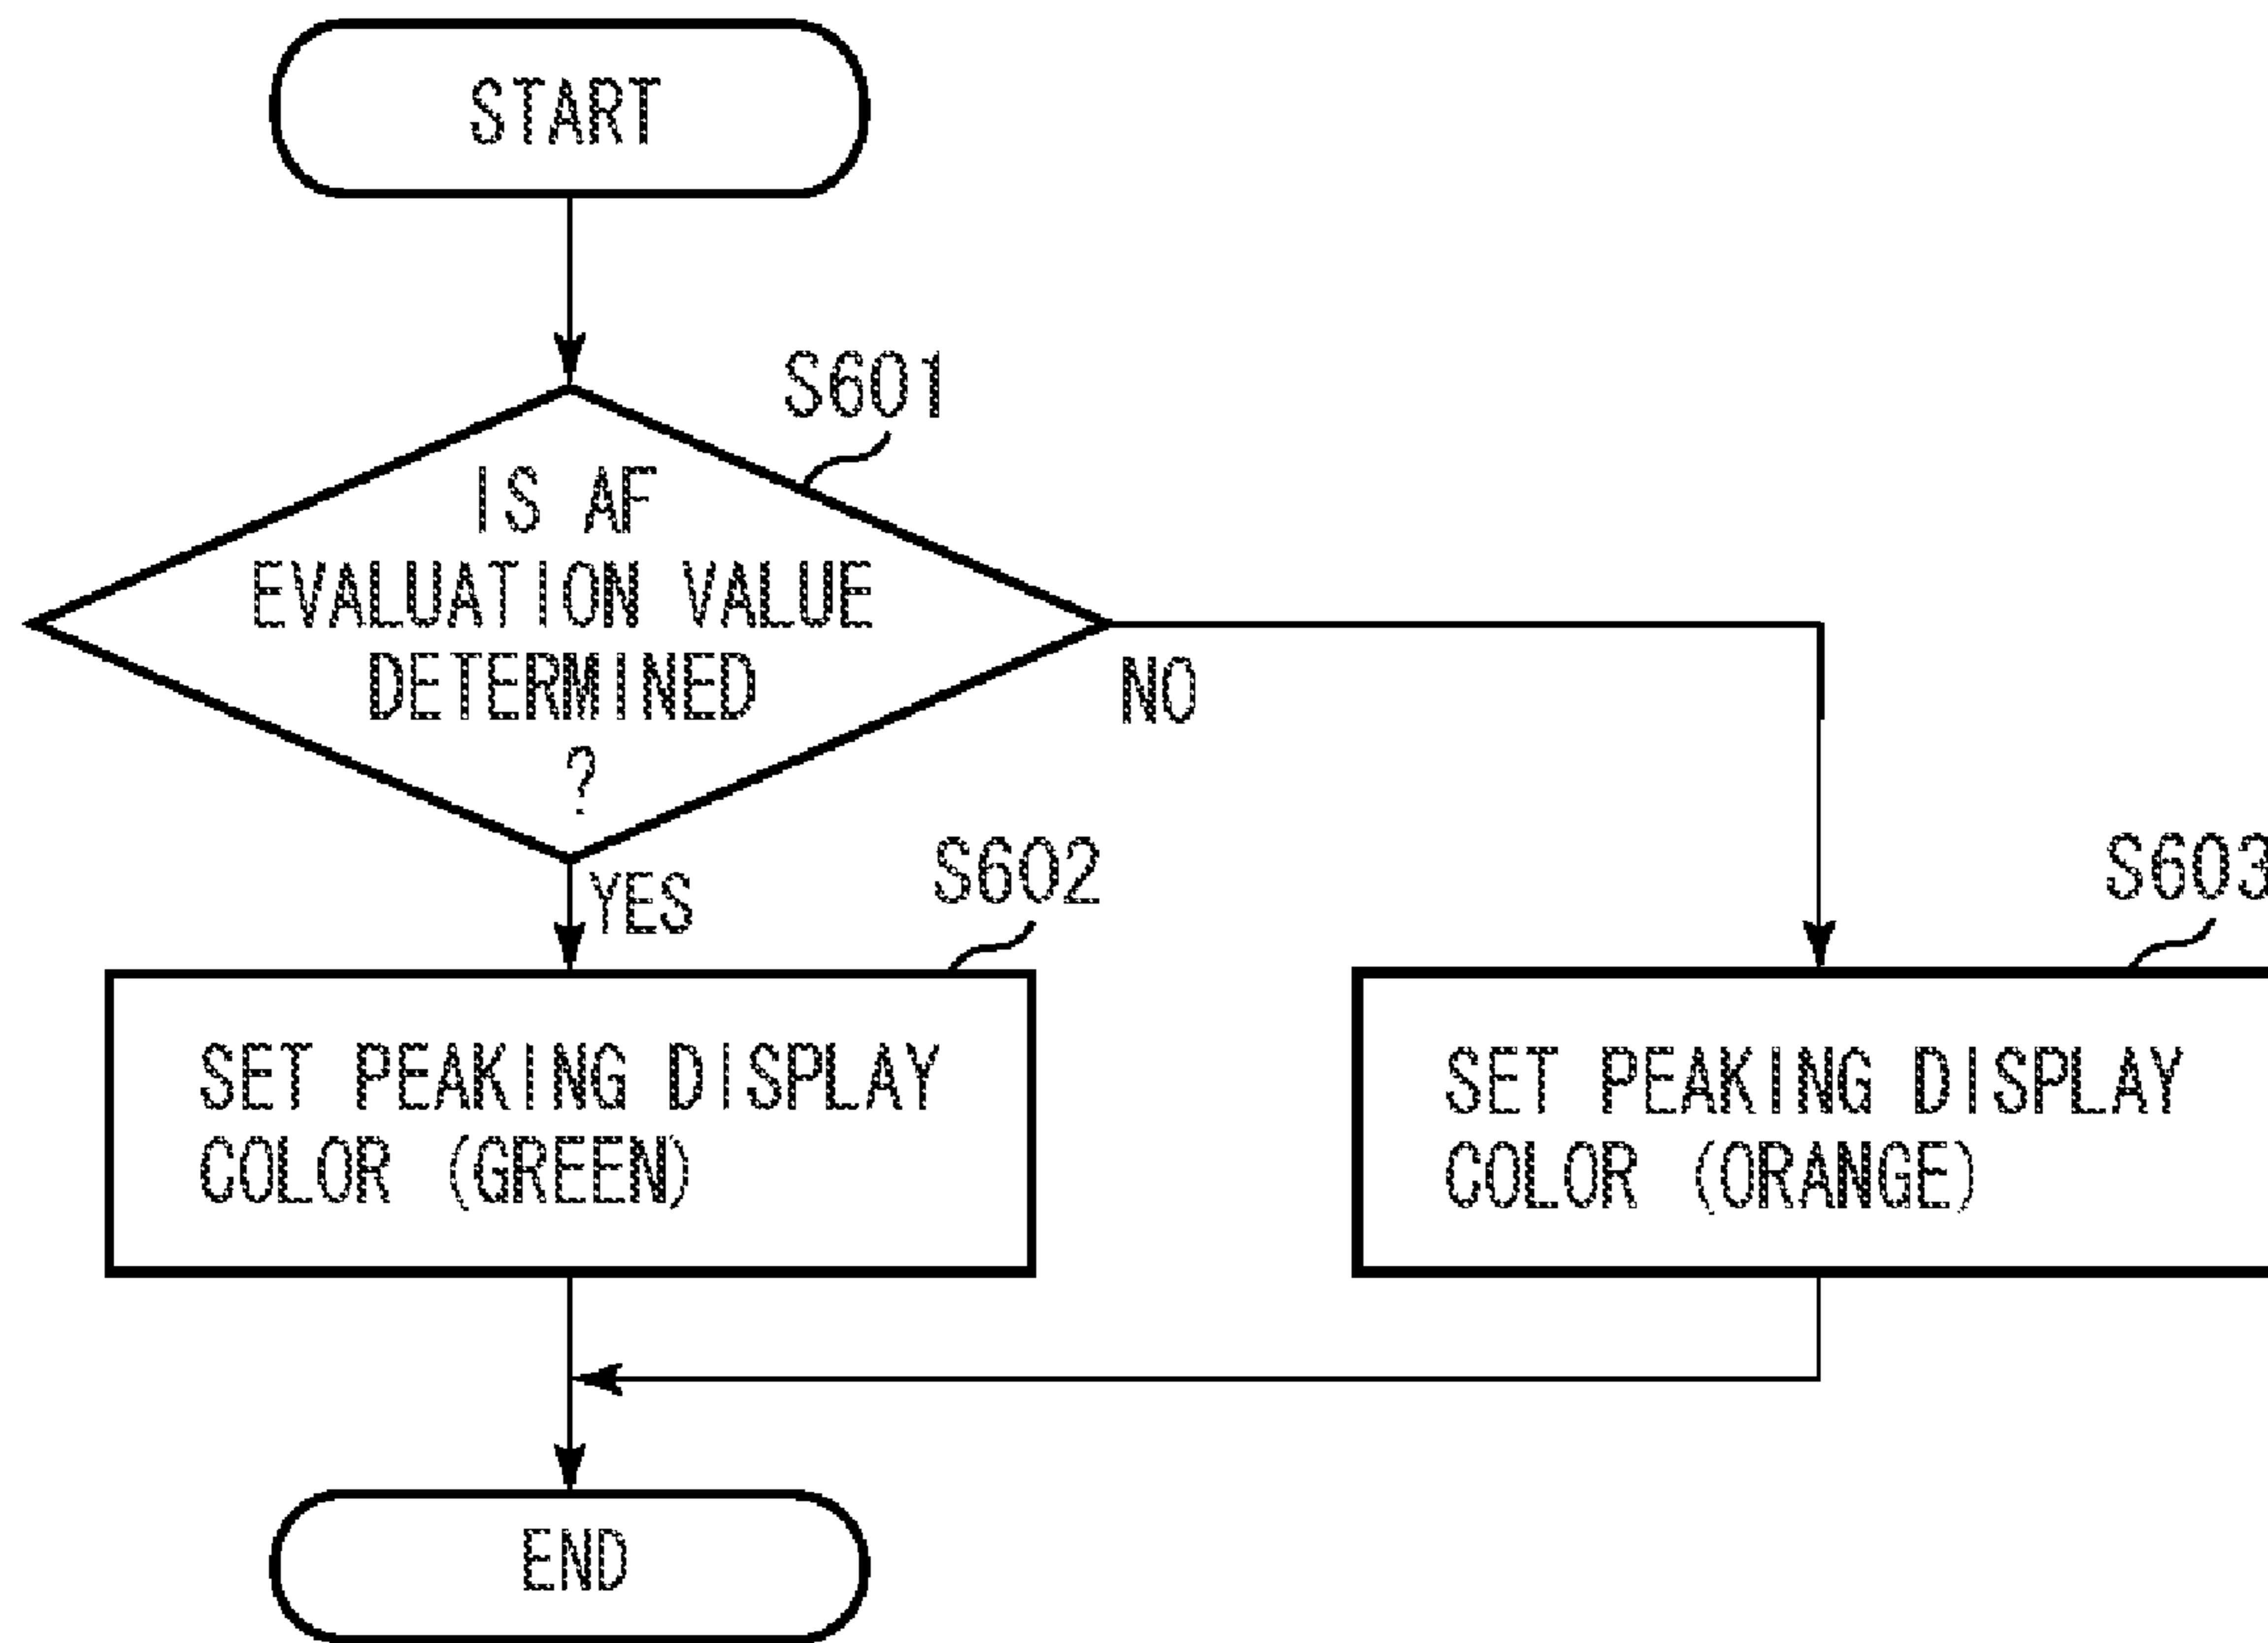 START
S601
IS AF
EVALUATION VALUE
DETERMINED
?
NO
YES
S602
S603
SET PEAKING DISPLAY
COLOR (GREEN)
SET PEAKING DISPLAY
COLOR (ORANGE)
END